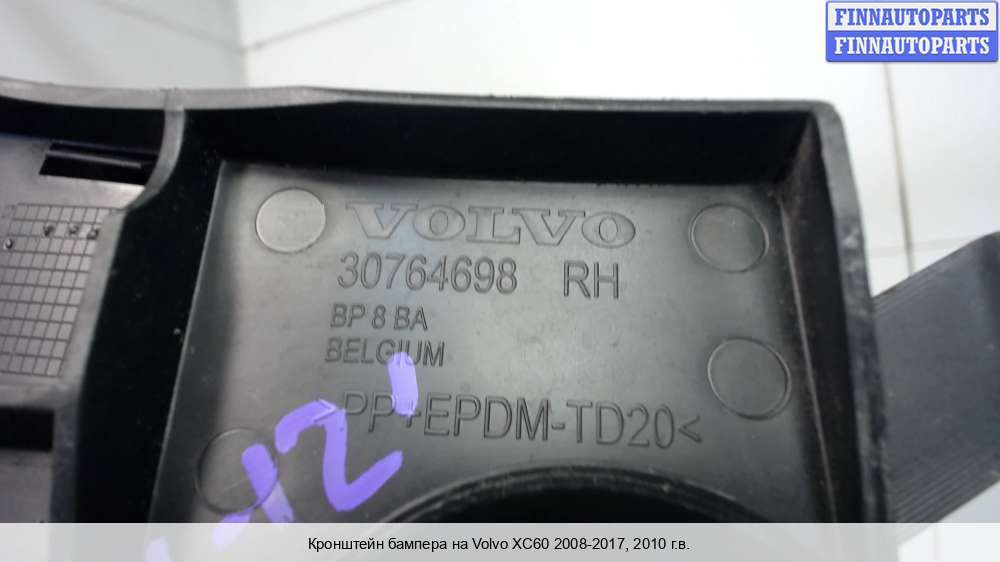 FINNAUTOPARTS
FINNAUTOPARTS
VOLVO
30764698 RH
BP 8 BA
BELGIUM
PP+EPDM-TD20<
-12'
Кронштейн бампера на Volvo XC60 2008-2017, 2010 г.в.